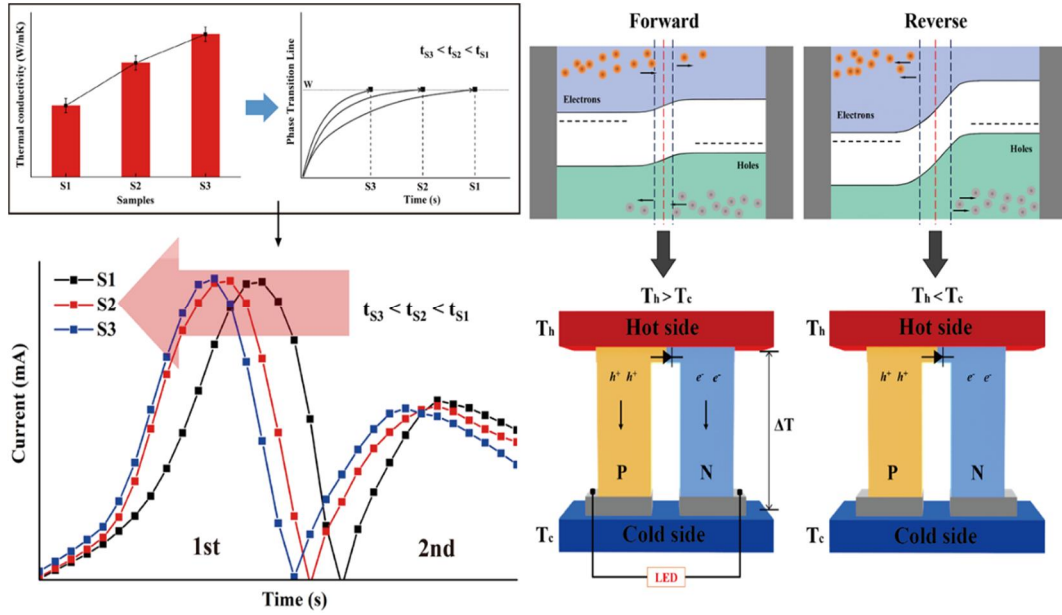 Thermal conductivity (W/mK)
S1
S2
S3
Samples
Phase Transition Line
W
tS3 < tS2 < tS1
S3
S2
S1
Time (s)
S1
S2
S3
tS3 < tS2 < tS1
Current (mA)
1st
2nd
Time (s)
Forward
Electrons
Holes
Reverse
Electrons
Holes
Th > Tc
Th
Hot side
h+ h+
e- e-
P
N
ΔT
Tc
Cold side
LED
Th < Tc
Th
Hot side
h+ h+
e- e-
P
N
Tc
Cold side